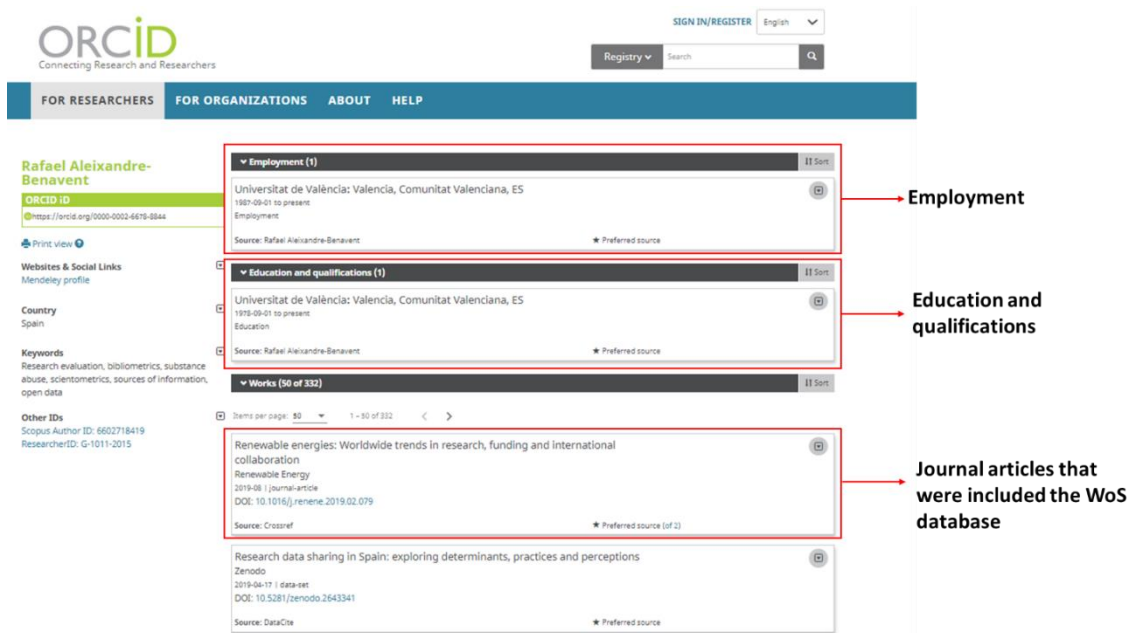 SIGN IN/REGISTER English
ORCID
Connecting Research and Researchers
Registry Search
FOR RESEARCHERS FOR ORGANIZATIONS ABOUT HELP
Rafael Aleixandre-
Benavent
ORCID iD
https://orcid.org/0000-0002-6678-8844
Print view
Websites & Social Links
Mendeley profile
Country
Spain
Keywords
Research evaluation, bibliometrics, substance
abuse, scientometrics, sources of information,
open data
Other IDs
Scopus Author ID: 6602718419
ResearcherID: G-1011-2015
Employment (1) Sort
Universitat de València: Valencia, Comunitat Valenciana, ES
1987-09-01 to present
Employment
Source: Rafael Aleixandre-Benavent ★ Preferred source
Employment
Education and qualifications (1) Sort
Universitat de València: Valencia, Comunitat Valenciana, ES
1978-09-01 to present
Education
Source: Rafael Aleixandre-Benavent ★ Preferred source
Education and
qualifications
Works (50 of 332) Sort
Items per page: 50 1 – 50 of 332
Renewable energies: Worldwide trends in research, funding and international
collaboration
Renewable Energy
2019-08 | journal-article
DOI: 10.1016/j.renene.2019.02.079
Source: Crossref ★ Preferred source (of 2)
Journal articles that
were included the WoS
database
Research data sharing in Spain: exploring determinants, practices and perceptions
Zenodo
2019-04-17 | data-set
DOI: 10.5281/zenodo.2643341
Source: DataCite ★ Preferred source